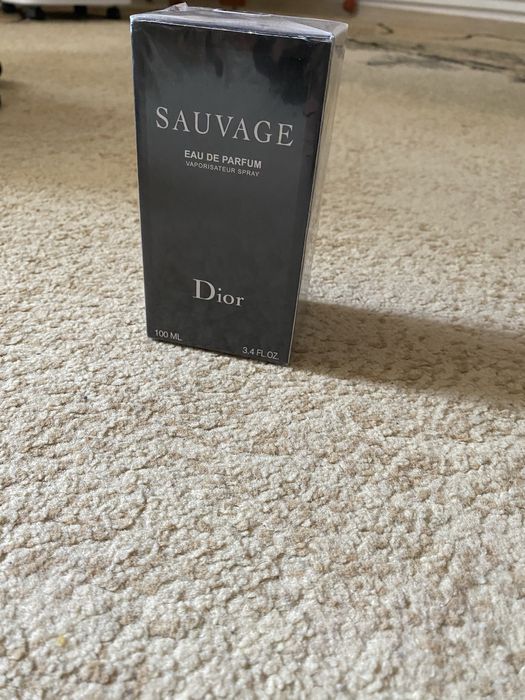 SAUVAGE
EAU DE PARFUM
VAPORISATEUR SPRAY
Dior
100 ML
3.4 FL.OZ.